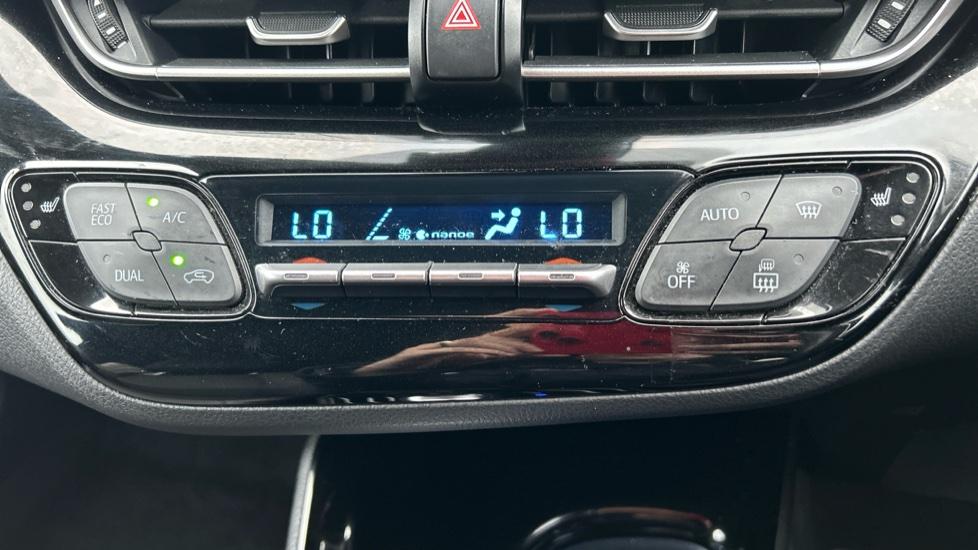 FAST ECO
A/C
DUAL
LO
nanoe
LO
AUTO
OFF